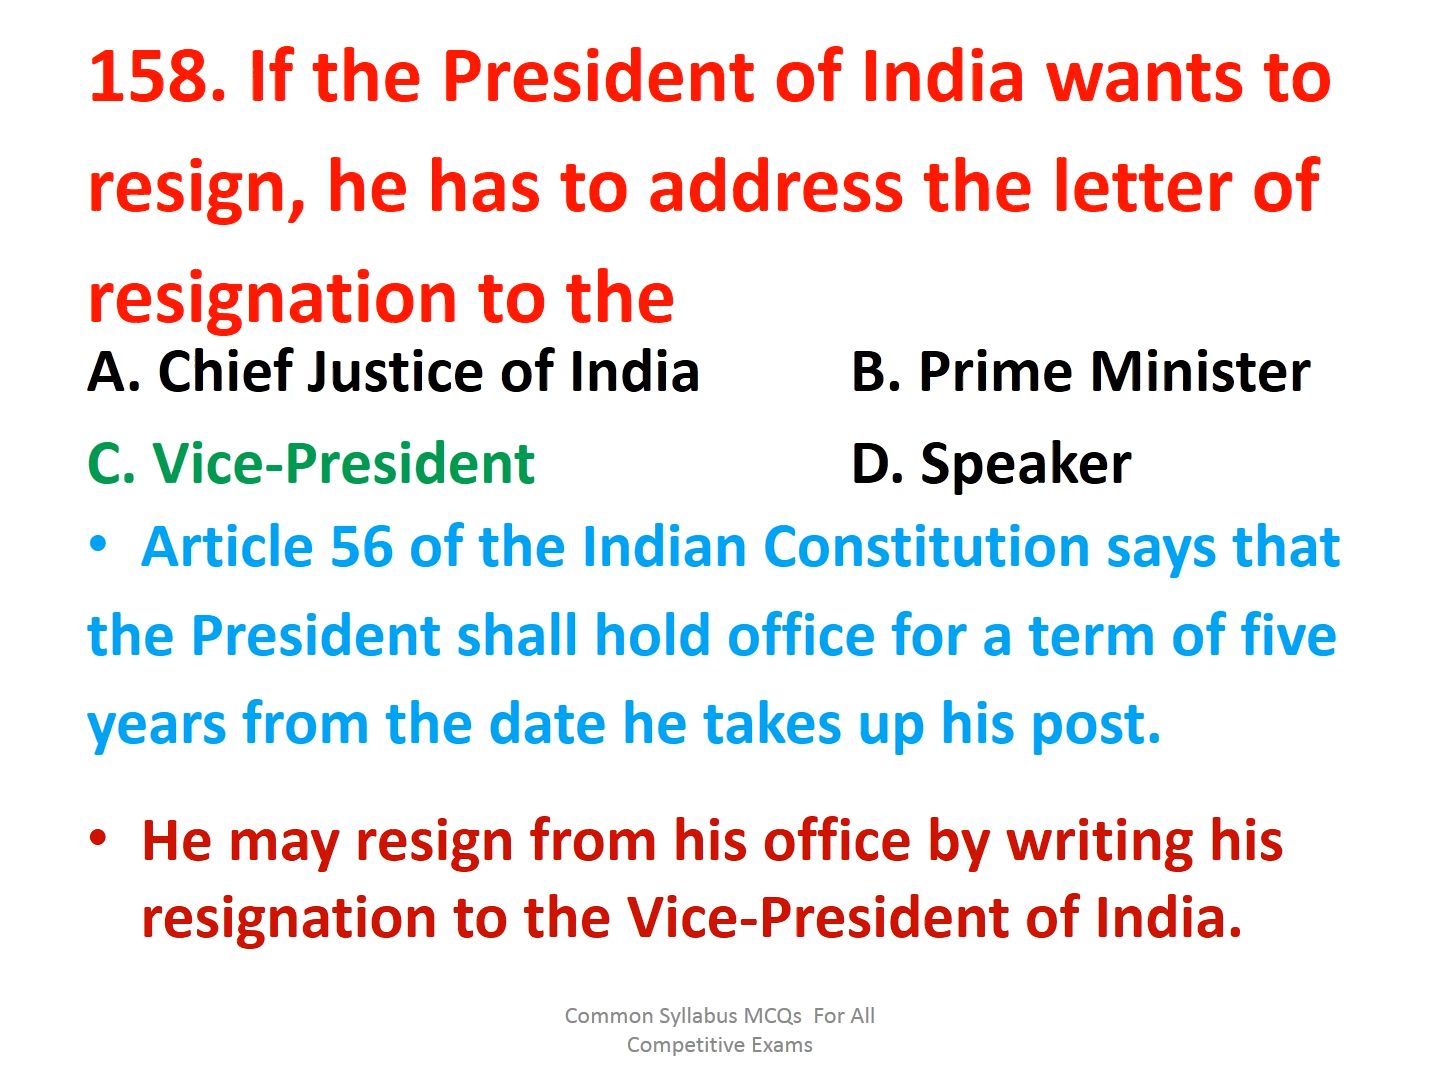 158. If the President of India wants to
resign, he has to address the letter of
resignation to the
A. Chief Justice of India B. Prime Minister
C. Vice-President D. Speaker
• Article 56 of the Indian Constitution says that
the President shall hold office for a term of five
years from the date he takes up his post.
• He may resign from his office by writing his
resignation to the Vice-President of India.
Common Syllabus MCQs For All
Competitive Exams